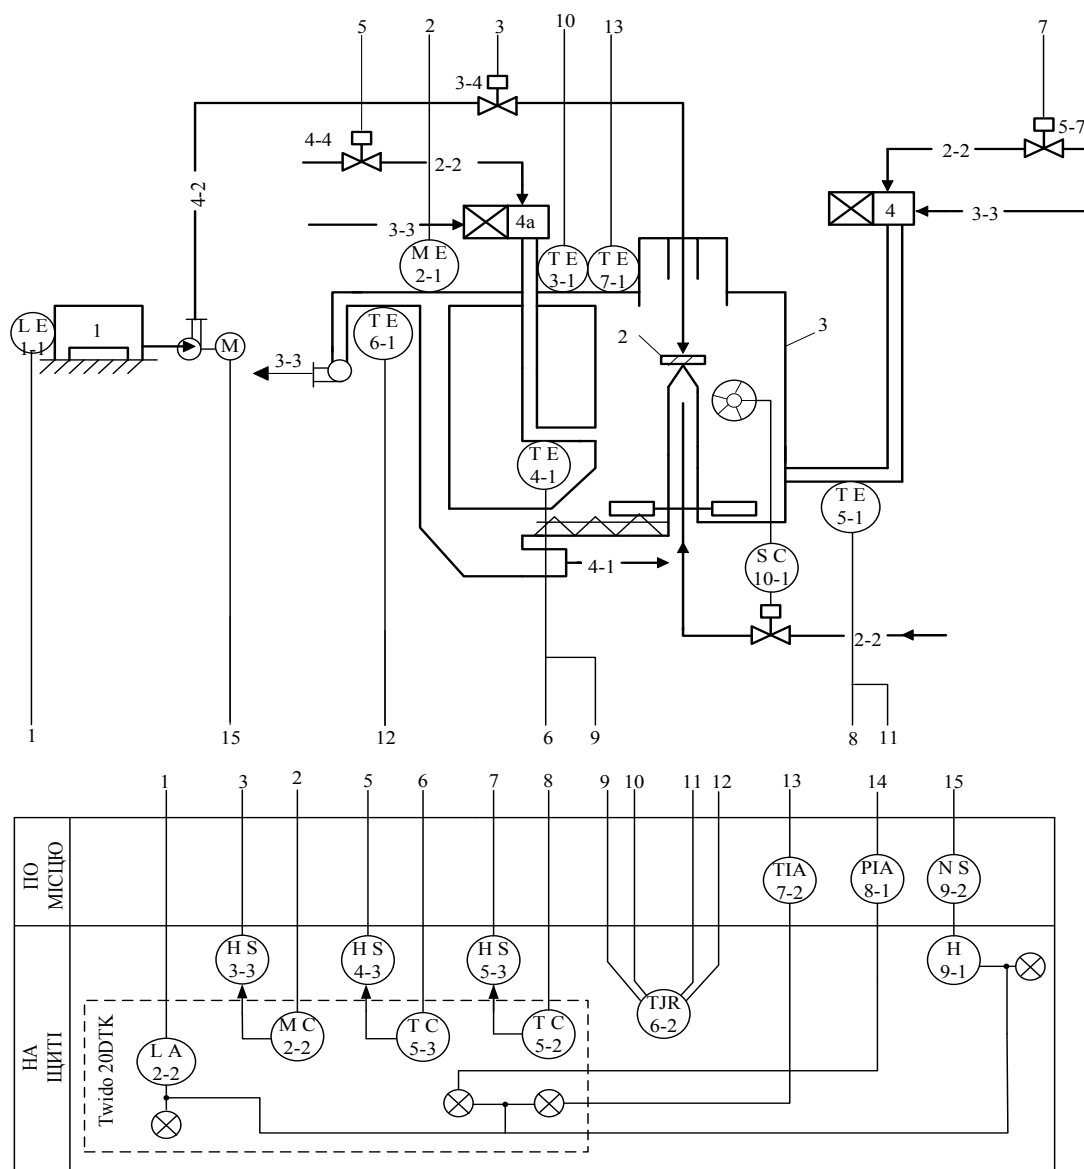 5 2 3 10 13 7
3-4
4-4 5-7
2-2 2-2
4-2
3-3 4а 4 3-3
M E
2-1
T E
3-1
T E
7-1
L E
1-1
1
M
T E
6-1
3-3
2
3
T E
4-1
T E
5-1
4-1
S C
10-1
2-2
1 15 12 6 9 8 11
1 3 2 5 6 7 8 9 10 11 12 13 14 15
ПО
МІСЦЮ
TIA
7-2
PIA
8-1
N S
9-2
НА
ЩИТІ
H S
3-3
H S
4-3
H S
5-3
H
9-1
Twido 20DTK
L A
2-2
M C
2-2
T C
5-3
T C
5-2
TJR
6-2